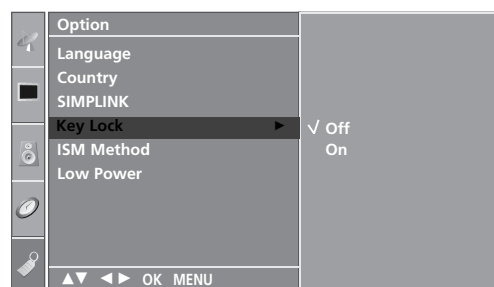 Option
Language
Country
SIMPLINK
Key Lock ►
√ Off
On
ISM Method
Low Power
▲▼ ◄► OK MENU